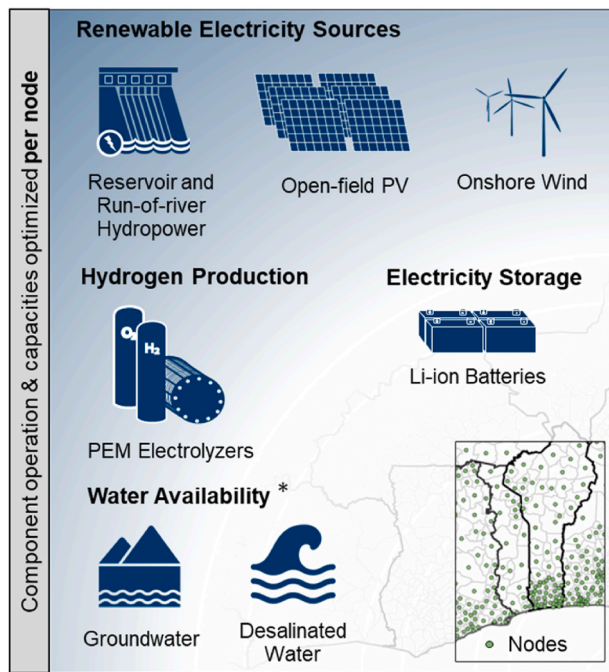 Component operation & capacities optimized per node
Renewable Electricity Sources
Reservoir and
Run-of-river
Hydropower
Open-field PV
Onshore Wind
Hydrogen Production
Electricity Storage
O₂
H₂
Li-ion Batteries
PEM Electrolyzers
Water Availability *
Groundwater
Desalinated
Water
Nodes